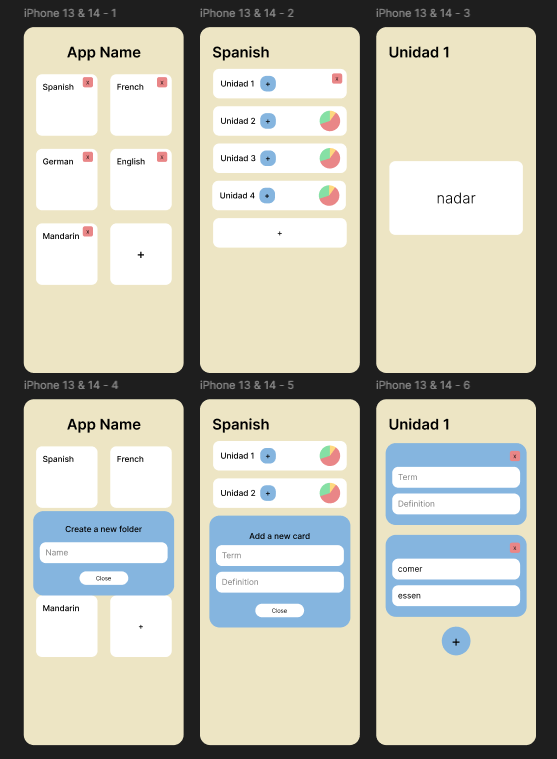 iPhone 13 & 14 - 1
App Name
Spanish x
French x
German x
English x
Mandarin x
+
iPhone 13 & 14 - 2
Spanish
Unidad 1 + x
Unidad 2 +
Unidad 3 +
Unidad 4 +
+
iPhone 13 & 14 - 3
Unidad 1
nadar
iPhone 13 & 14 - 4
App Name
Spanish
French
Create a new folder
Name
Close
Mandarin
+
iPhone 13 & 14 - 5
Spanish
Unidad 1 +
Unidad 2 +
Add a new card
Term
Definition
Close
iPhone 13 & 14 - 6
Unidad 1
x
Term
Definition
x
comer
essen
+